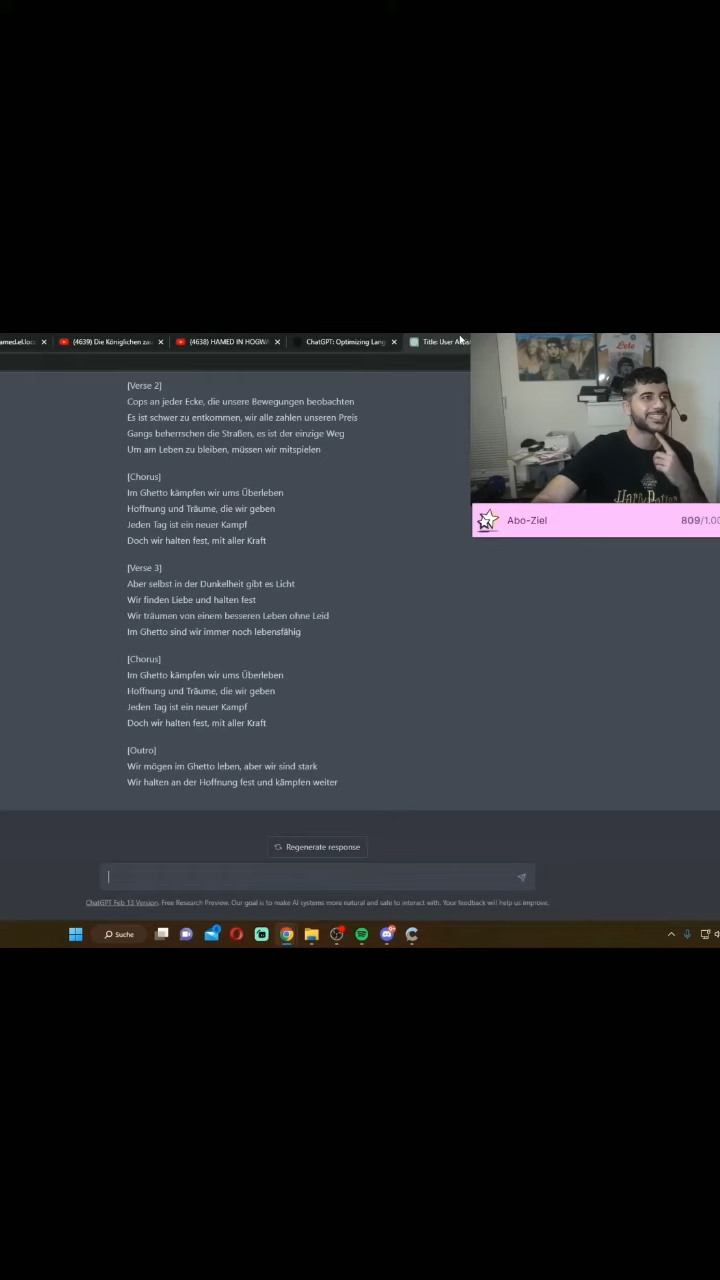 (4639) Die Königlichen za
(4638) HAMED IN HOGW
ChatGPT: Optimizing Lang
Title: User
[Verse 2]
Cops an jeder Ecke, die unsere Bewegungen beobachten
Es ist schwer zu entkommen, wir alle zahlen unseren Preis
Gangs beherrschen die Straßen, es ist der einzige Weg
Um am Leben zu bleiben, müssen wir mitspielen
[Chorus]
Im Ghetto kämpfen wir ums Überleben
Hoffnung und Träume, die wir geben
Jeden Tag ist ein neuer Kampf
Doch wir halten fest, mit aller Kraft
[Verse 3]
Aber selbst in der Dunkelheit gibt es Licht
Wir finden Liebe und halten fest
Wir träumen von einem besseren Leben ohne Leid
Im Ghetto sind wir immer noch lebensfähig
[Chorus]
Im Ghetto kämpfen wir ums Überleben
Hoffnung und Träume, die wir geben
Jeden Tag ist ein neuer Kampf
Doch wir halten fest, mit aller Kraft
[Outro]
Wir mögen im Ghetto leben, aber wir sind stark
Wir halten an der Hoffnung fest und kämpfen weiter
Abo-Ziel 809/1.00
Harry Potter
Regenerate response
ChatGPT Feb 13 Version. Free Research Preview. Our goal is to make AI systems more natural and safe to interact with. Your feedback will help us improve.
Suche